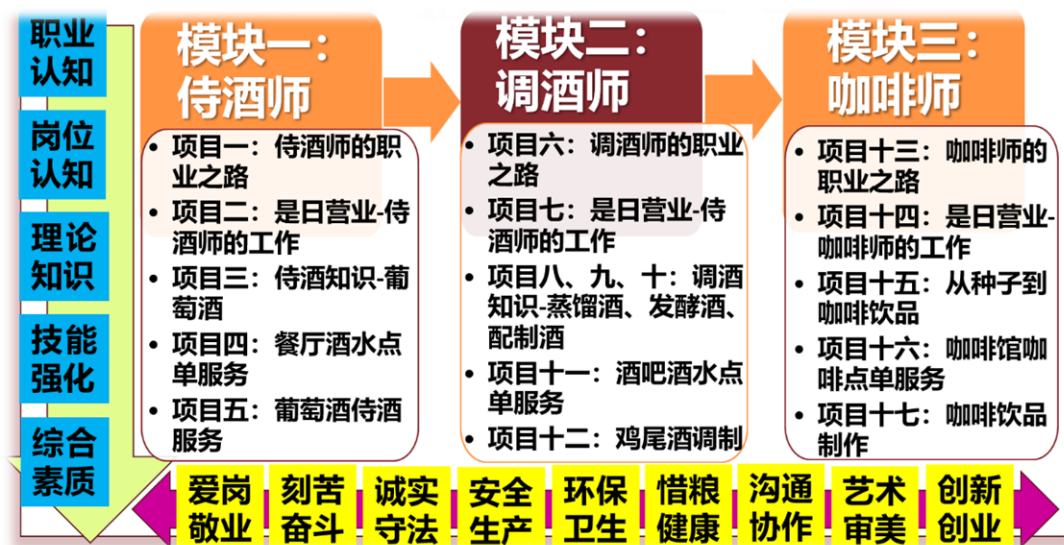 职业
认知
岗位
认知
理论
知识
技能
强化
综合
素质
模块一：
侍酒师
• 项目一：侍酒师的职
业之路
• 项目二：是日营业-侍
酒师的工作
• 项目三：侍酒知识-葡
萄酒
• 项目四：餐厅酒水点
单服务
• 项目五：葡萄酒侍酒
服务
模块二：
调酒师
• 项目六：调酒师的职业
之路
• 项目七：是日营业-侍
酒师的工作
• 项目八、九、十：调酒
知识-蒸馏酒、发酵酒、
配制酒
• 项目十一：酒吧酒水点
单服务
• 项目十二：鸡尾酒调制
模块三：
咖啡师
• 项目十三：咖啡师的
职业之路
• 项目十四：是日营业-
咖啡师的工作
• 项目十五：从种子到
咖啡饮品
• 项目十六：咖啡馆咖
啡点单服务
• 项目十七：咖啡饮品
制作
爱岗
敬业
刻苦
奋斗
诚实
守法
安全
生产
环保
卫生
惜粮
健康
沟通
协作
艺术
审美
创新
创业